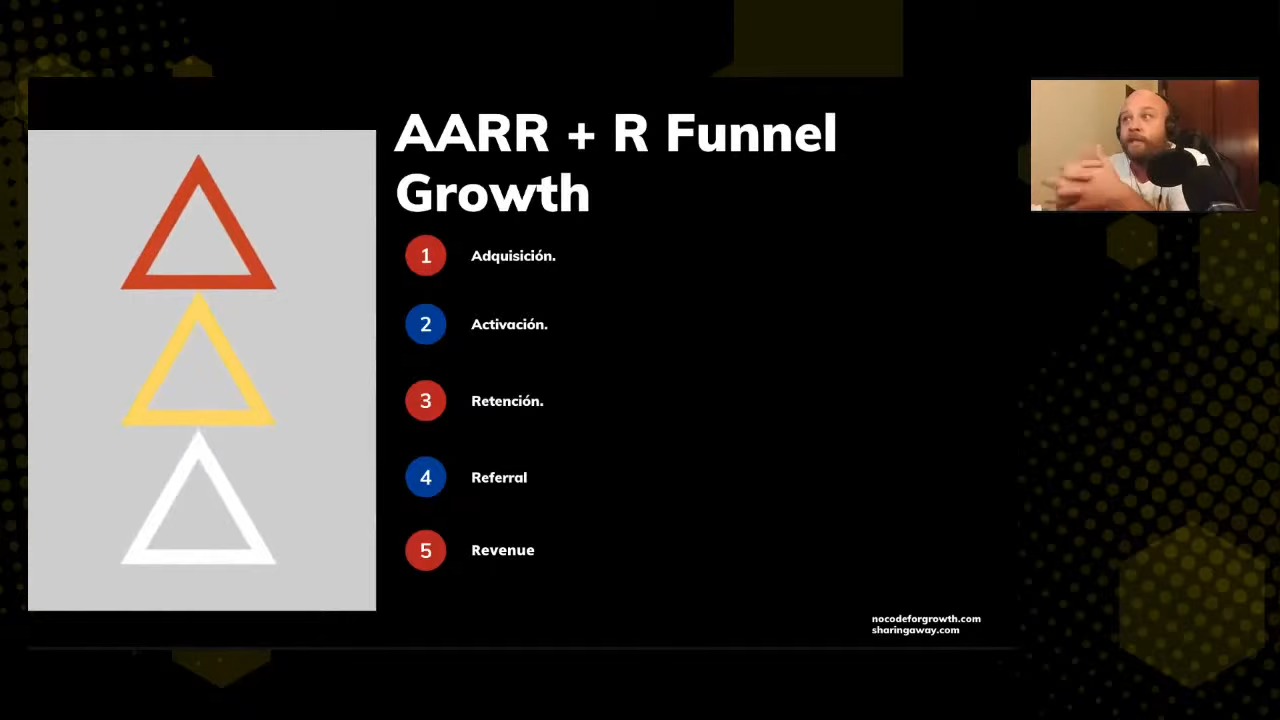 AARR + R Funnel
Growth
1 Adquisición.
2 Activación.
3 Retención.
4 Referral
5 Revenue
nocodeforgrowth.com
sharingaway.com